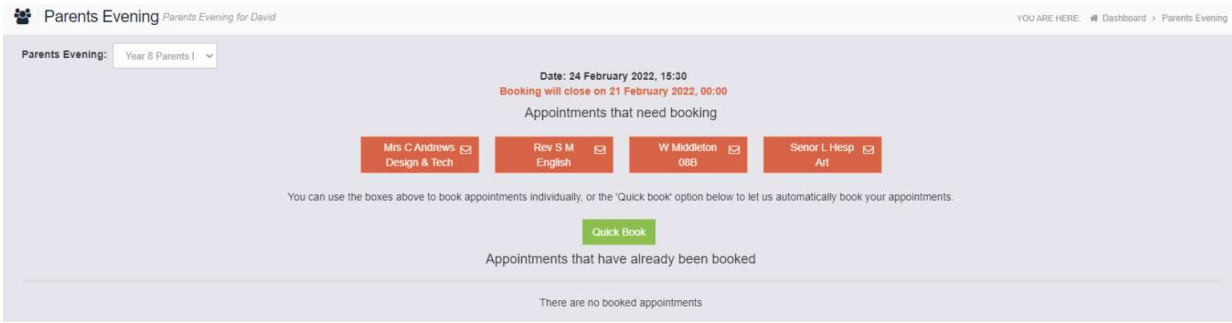 Parents Evening Parents Evening for David
YOU ARE HERE: Dashboard > Parents Evening
Parents Evening: Year 8 Parents
Date: 24 February 2022, 15:30
Booking will close on 21 February 2022, 00:00
Appointments that need booking
Mrs C Andrews
Design & Tech
Rev S M
English
W Middleton
08B
Senor L Hesp
Art
You can use the boxes above to book appointments individually, or the 'Quick book' option below to let us automatically book your appointments.
Quick Book
Appointments that have already been booked
There are no booked appointments